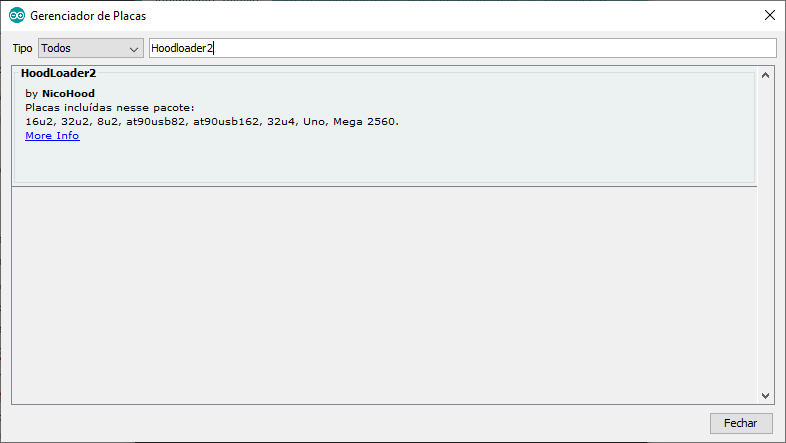 Gerenciador de Placas
Tipo Todos Hoodloader2
HoodLoader2
by NicoHood
Placas incluídas nesse pacote:
16u2, 32u2, 8u2, at90usb82, at90usb162, 32u4, Uno, Mega 2560.
More Info
Fechar